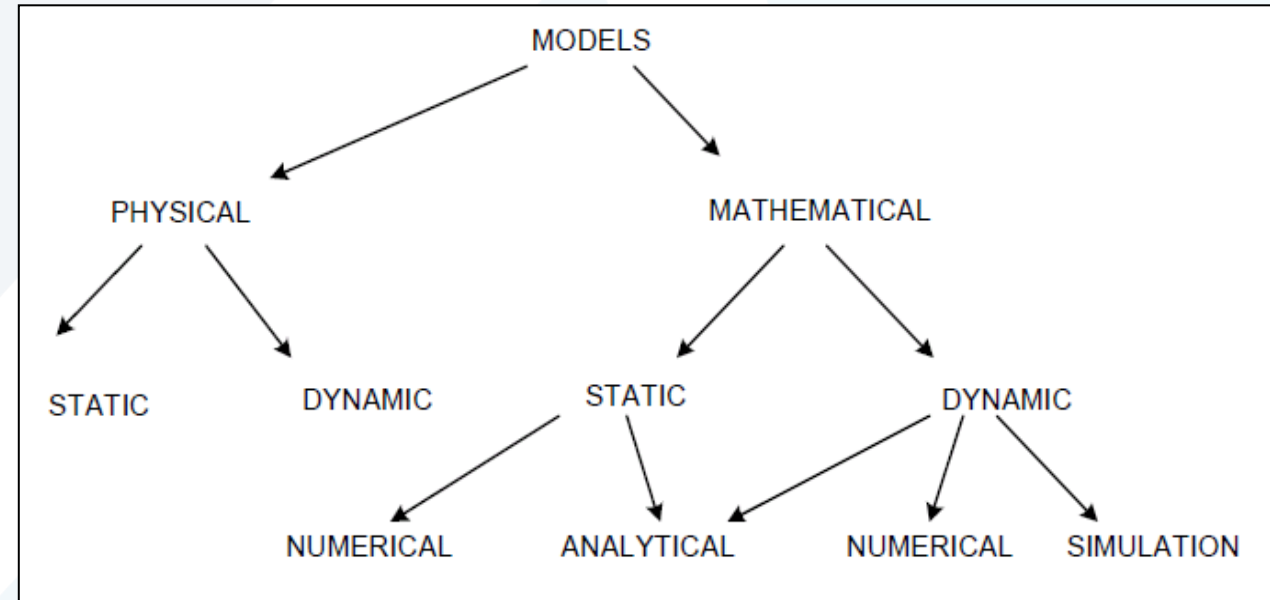 MODELS
PHYSICAL
MATHEMATICAL
STATIC
DYNAMIC
STATIC
DYNAMIC
NUMERICAL
ANALYTICAL
NUMERICAL
SIMULATION